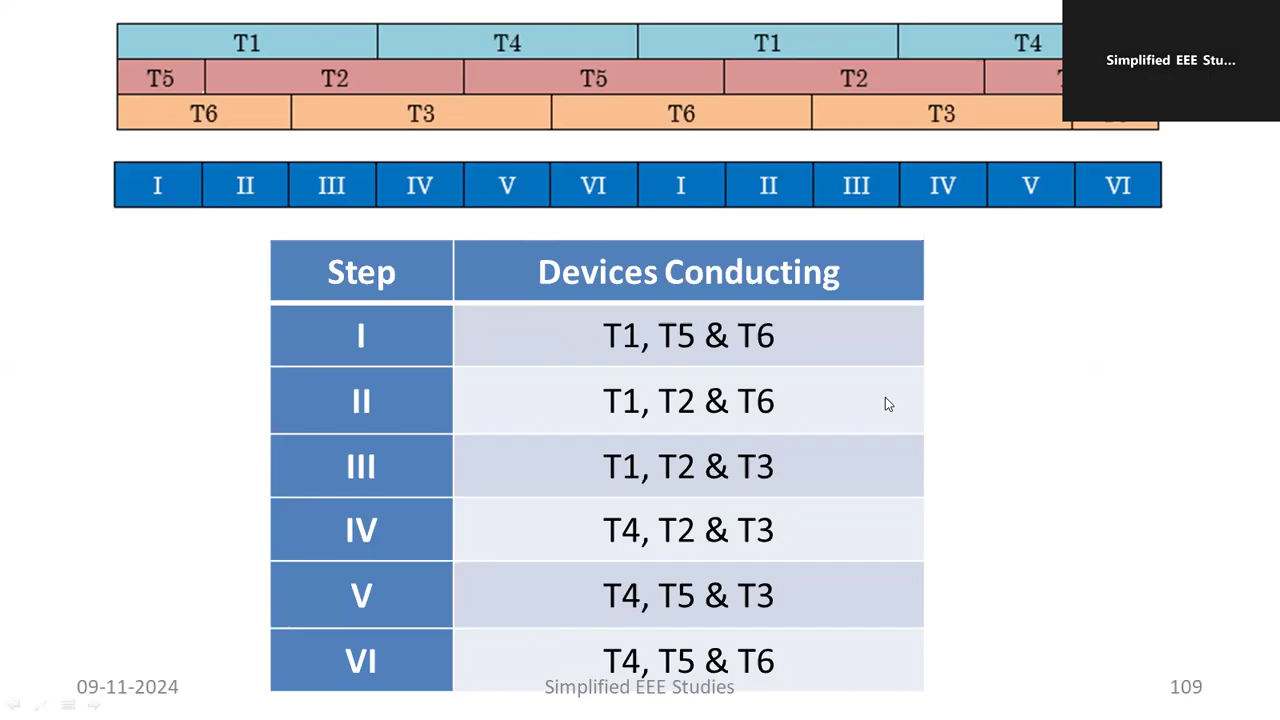 T1 T4 T1 T4
Simplified EEE Stu...
T5 T2 T5 T2
T6 T3 T6 T3
I II III IV V VI I II III IV V VI
Step Devices Conducting
I T1, T5 & T6
II T1, T2 & T6
III T1, T2 & T3
IV T4, T2 & T3
V T4, T5 & T3
VI T4, T5 & T6
09-11-2024 Simplified EEE Studies 109